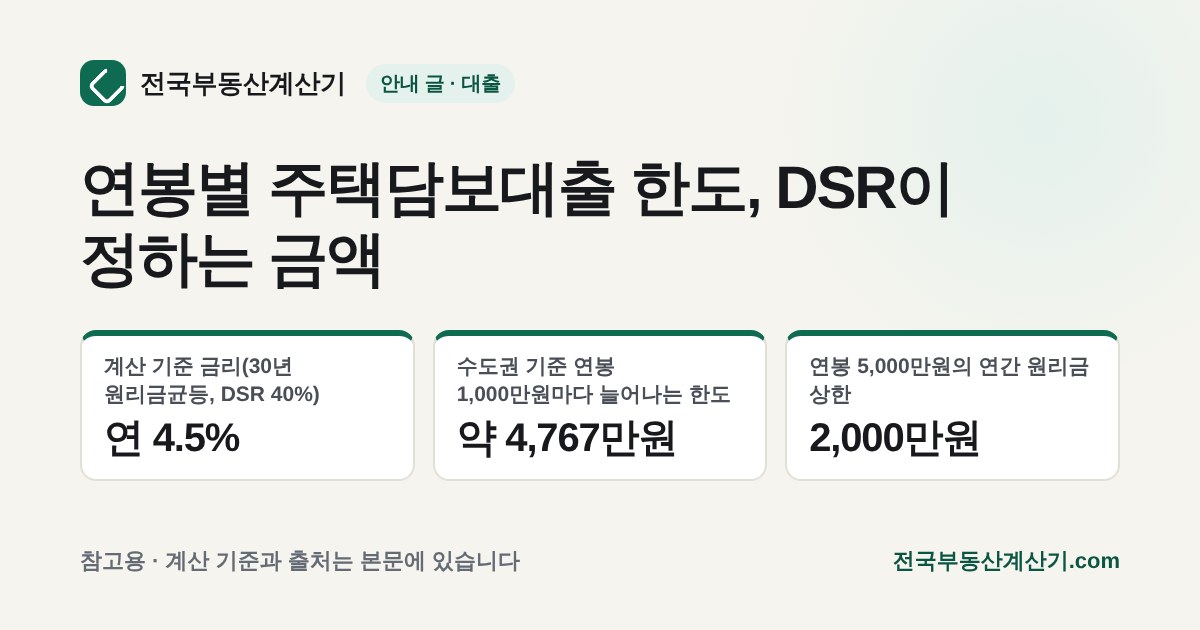 전국부동산계산기
안내 글 · 대출
연봉별 주택담보대출 한도, DSR이
정하는 금액
계산 기준 금리(30년
원리금균등, DSR 40%)
연 4.5%
수도권 기준 연봉
1,000만원마다 늘어나는 한도
약 4,767만원
연봉 5,000만원의 연간 원리금
상한
2,000만원
참고용 · 계산 기준과 출처는 본문에 있습니다
전국부동산계산기.com